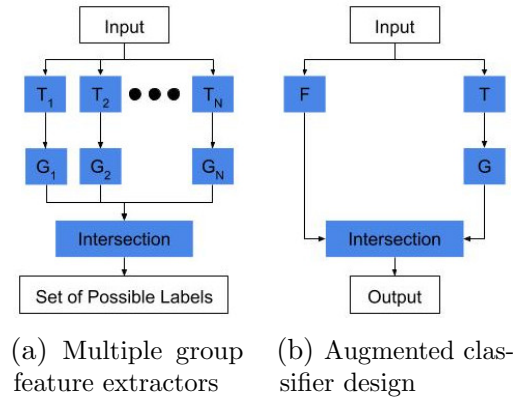 Input
T1 T2 TN
G1 G2 GN
Intersection
Set of Possible Labels
(a) Multiple group
feature extractors
Input
F T
G
Intersection
Output
(b) Augmented clas-
sifier design